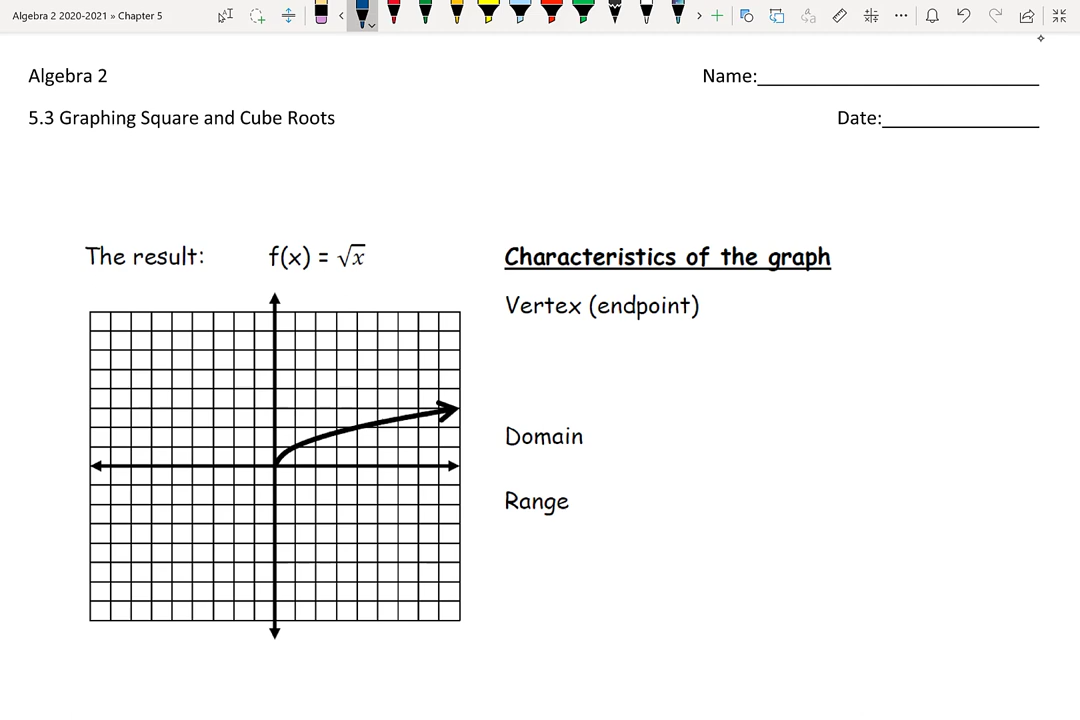 Algebra 2 2020-2021 » Chapter 5
Algebra 2
Name:
5.3 Graphing Square and Cube Roots
Date:
The result: f(x) = √x
Characteristics of the graph
Vertex (endpoint)
Domain
Range